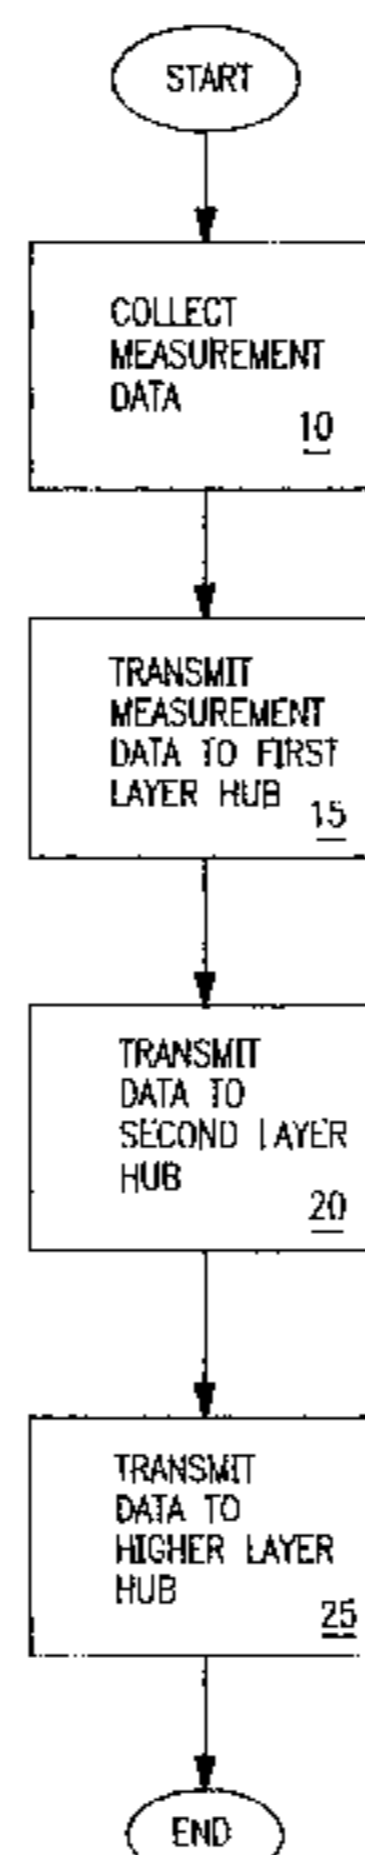 START
COLLECT
MEASUREMENT
DATA
10
TRANSMIT
MEASUREMENT
DATA TO FIRST
LAYER HUB
15
TRANSMIT
DATA TO
SECOND LAYER
HUB
20
TRANSMIT
DATA TO
HIGHER LAYER
HUB
25
END